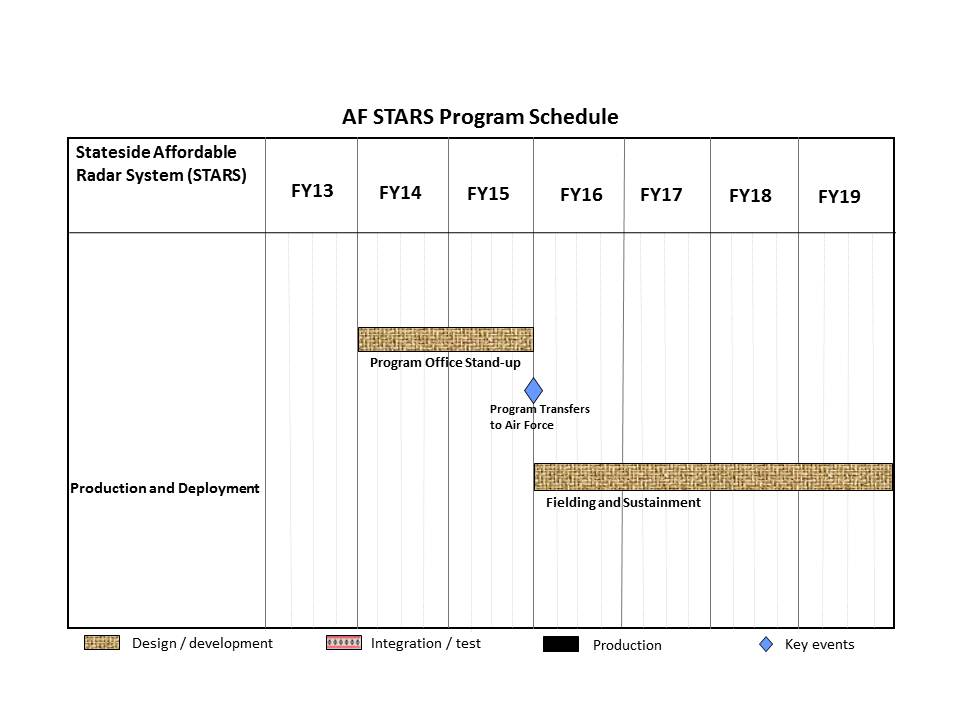 AF STARS Program Schedule
Stateside Affordable
Radar System (STARS)
FY13
FY14
FY15
FY16
FY17
FY18
FY19
Program Office Stand-up
Program Transfers
to Air Force
Production and Deployment
Fielding and Sustainment
Design / development
Integration / test
Production
Key events